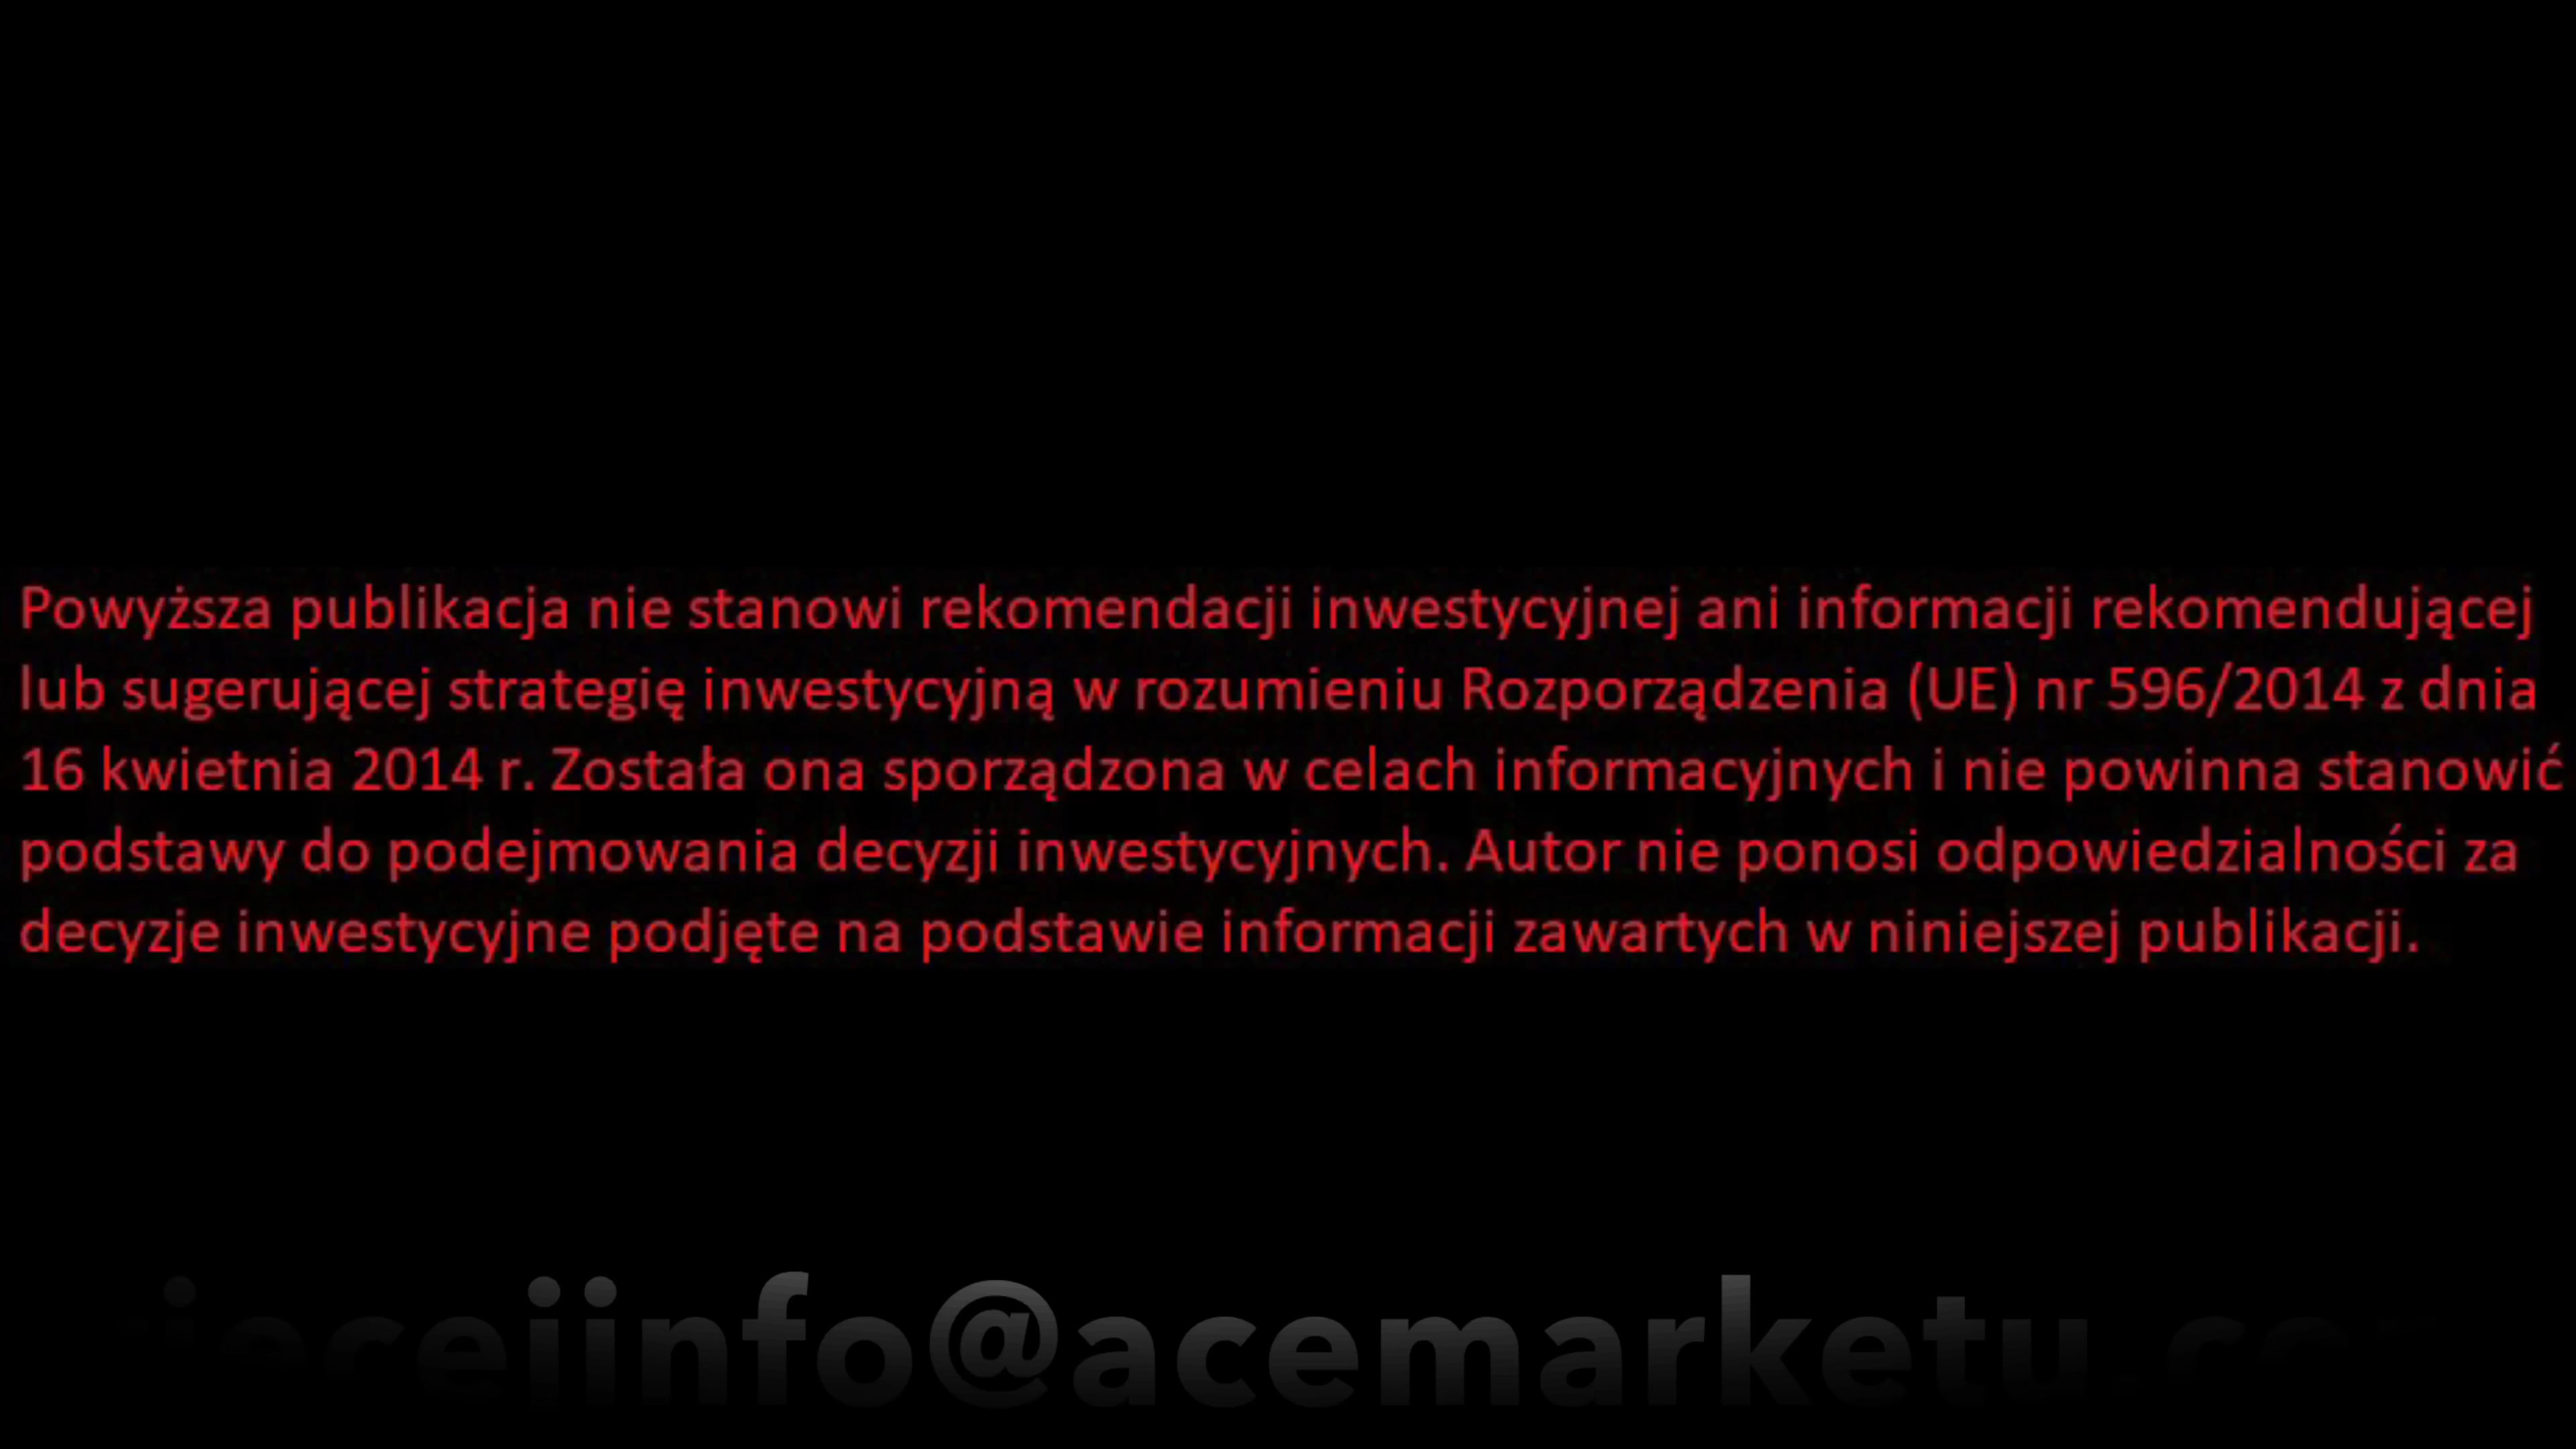 Powyższa publikacja nie stanowi rekomendacji inwestycyjnej ani informacji rekomendującej
lub sugerującej strategię inwestycyjną w rozumieniu Rozporządzenia (UE) nr 596/2014 z dnia
16 kwietnia 2014 r. Została ona sporządzona w celach informacyjnych i nie powinna stanowić
podstawy do podejmowania decyzji inwestycyjnych. Autor nie ponosi odpowiedzialności za
decyzje inwestycyjne podjęte na podstawie informacji zawartych w niniejszej publikacji.